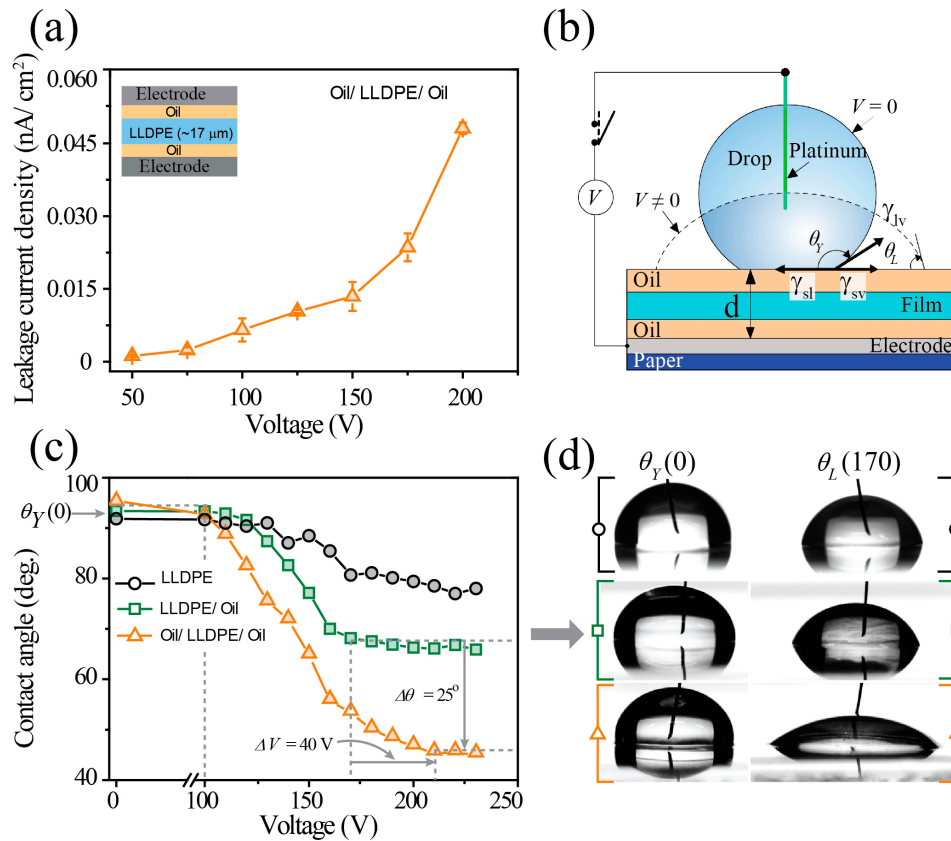 (a)
Leakage current density (nA/ cm²)
0.060
0.045
0.030
0.015
0
Oil/ LLDPE/ Oil
Electrode
Oil
LLDPE (~17 μm)
Oil
Electrode
50
100
150
200
Voltage (V)
(b)
V = 0
Drop
Platinum
V
V ≠ 0
γlv
θY
θL
Oil
γsl
γsv
d
Film
Oil
Electrode
Paper
(c)
Contact angle (deg.)
θY (0)
100
80
60
40
LLDPE
LLDPE/ Oil
Oil/ LLDPE/ Oil
Δθ = 25°
ΔV = 40 V
0
100
150
200
250
Voltage (V)
(d)
θY (0)
θL (170)